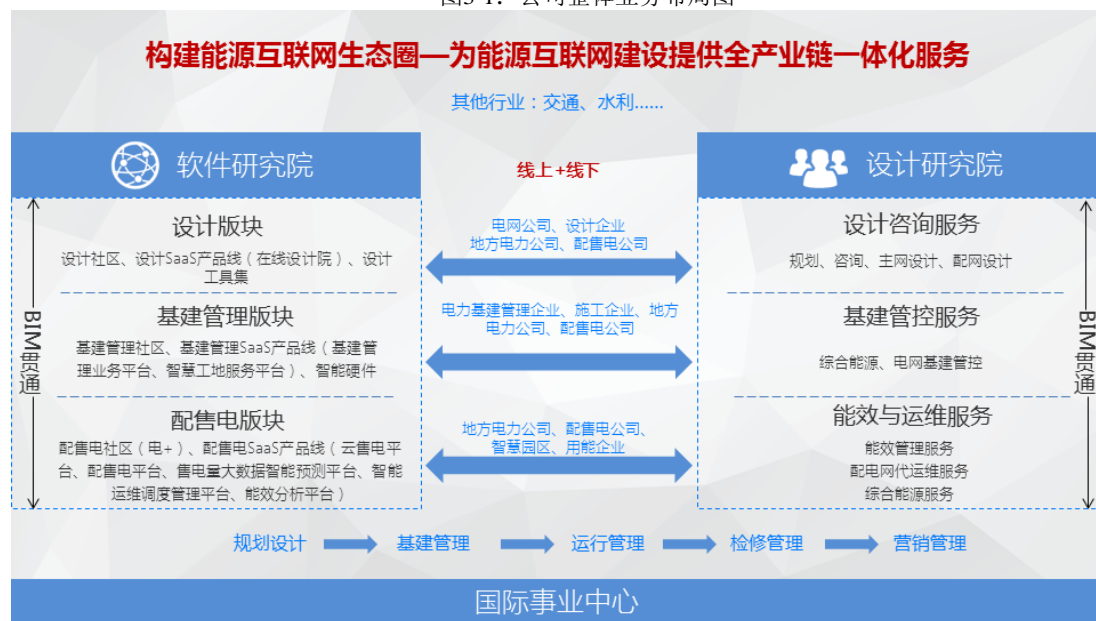 图3-1：公司整体业务布局图
构建能源互联网生态圈—为能源互联网建设提供全产业链一体化服务
其他行业：交通、水利......
软件研究院
线上+线下
设计研究院
设计版块
设计社区、设计SaaS产品线（在线设计院）、设计
工具集
电网公司、设计企业
地方电力公司、配售电公司
设计咨询服务
规划、咨询、主网设计、配网设计
基建管理版块
基建管理社区、基建管理SaaS产品线（基建管
理业务平台、智慧工地服务平台）、智能硬件
电力基建管理企业、施工企业、地方
电力公司、配售电公司
基建管控服务
综合能源、电网基建管控
配售电版块
配售电社区（电+）、配售电SaaS产品线（云售电平
台、配售电平台、售电量大数据智能预测平台、智能
运维调度管理平台、能效分析平台）
地方电力公司、配售电公司、
智慧园区、用能企业
能效与运维服务
能效管理服务
配电网代运维服务
综合能源服务
BIM贯通
BIM贯通
规划设计
基建管理
运行管理
检修管理
营销管理
国际事业中心